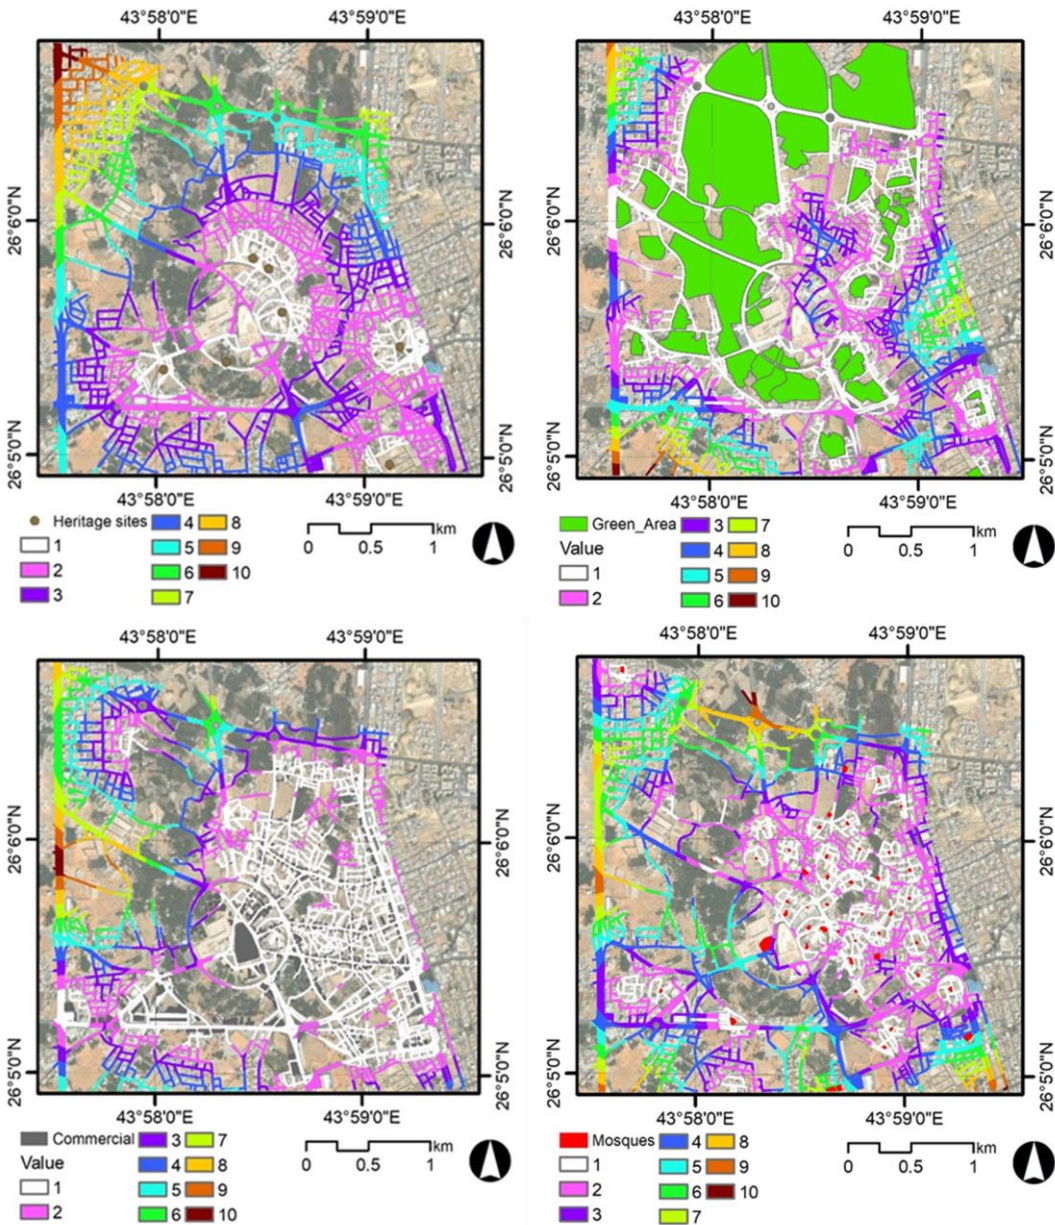 43°58'0"E 43°59'0"E
43°58'0"E 43°59'0"E
26°6'0"N
26°6'0"N
26°6'0"N
26°6'0"N
26°5'0"N
26°5'0"N
26°5'0"N
26°5'0"N
43°58'0"E 43°59'0"E
43°58'0"E 43°59'0"E
Heritage sites 4 8
1 5 9
2 6 10
3 7
km
0 0.5 1
Green_Area 3 7
Value 4 8
1 5 9
2 6 10
km
0 0.5 1
43°58'0"E 43°59'0"E
43°58'0"E 43°59'0"E
26°6'0"N
26°6'0"N
26°6'0"N
26°6'0"N
26°5'0"N
26°5'0"N
26°5'0"N
26°5'0"N
43°58'0"E 43°59'0"E
43°58'0"E 43°59'0"E
Commercial 3 7
Value 4 8
1 5 9
2 6 10
km
0 0.5 1
Mosques 4 8
1 5 9
2 6 10
3 7
km
0 0.5 1